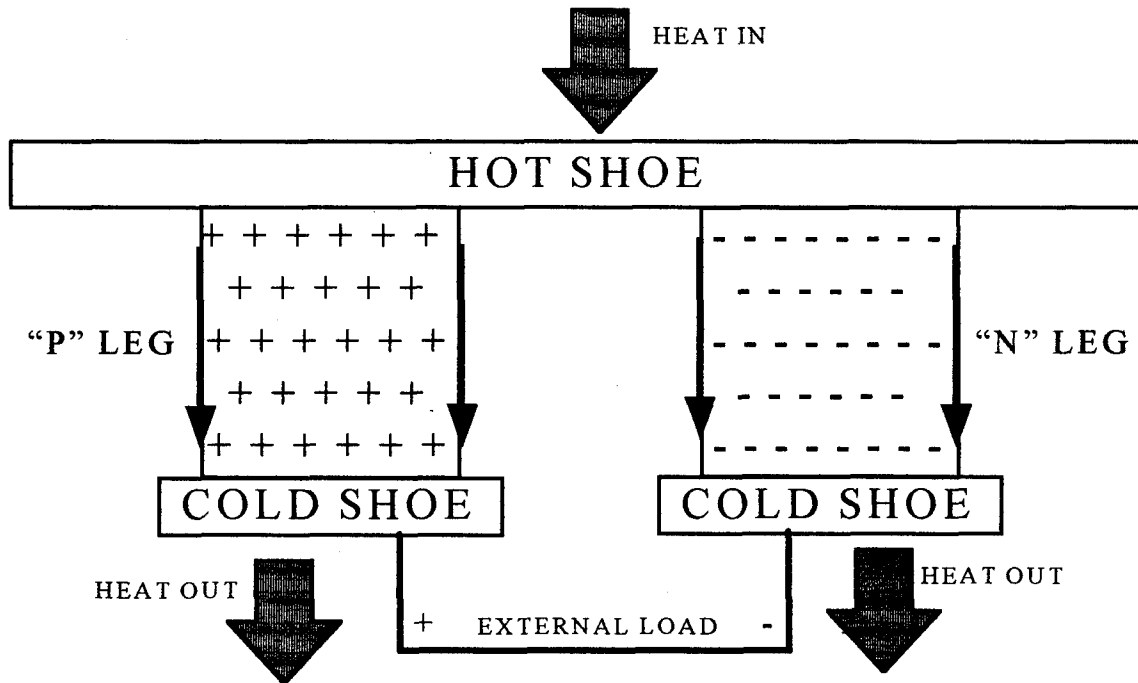 HEAT IN
HOT SHOE
+ + + + + +
- - - - - - - -
+ + + + +
- - - - - -
“P” LEG
+ + + + + +
- - - - - - - -
“N” LEG
+ + + + +
- - - - - -
+ + + + + +
- - - - - - - -
COLD SHOE
COLD SHOE
HEAT OUT
HEAT OUT
+ EXTERNAL LOAD -